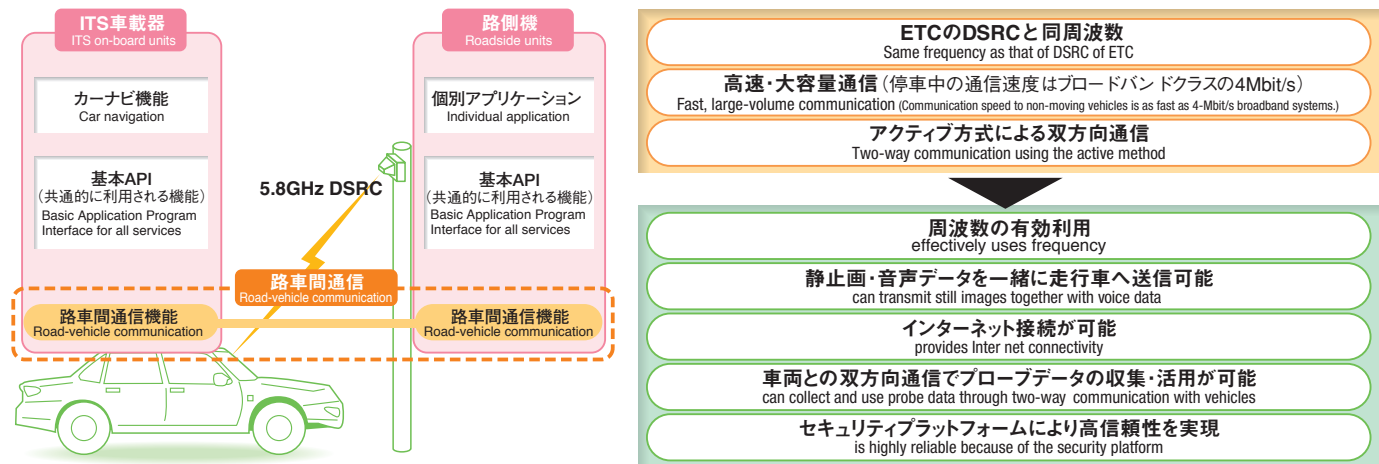 ITS車載器
ITS on-board units
カーナビ機能
Car navigation
基本API
（共通的に利用される機能）
Basic Application Program
Interface for all services
路車間通信機能
Road-vehicle communication
5.8GHz DSRC
路車間通信
Road-vehicle communication
路側機
Roadside units
個別アプリケーション
Individual application
基本API
（共通的に利用される機能）
Basic Application Program
Interface for all services
路車間通信機能
Road-vehicle communication
ETCのDSRCと同周波数
Same frequency as that of DSRC of ETC
高速・大容量通信（停車中の通信速度はブロードバンドクラスの4Mbit/s）
Fast, large-volume communication (Communication speed to non-moving vehicles is as fast as 4-Mbit/s broadband systems.)
アクティブ方式による双方向通信
Two-way communication using the active method
周波数の有効利用
effectively uses frequency
静止画・音声データを一緒に走行車へ送信可能
can transmit still images together with voice data
インターネット接続が可能
provides Inter net connectivity
車両との双方向通信でプローブデータの収集・活用が可能
can collect and use probe data through two-way communication with vehicles
セキュリティプラットフォームにより高信頼性を実現
is highly reliable because of the security platform